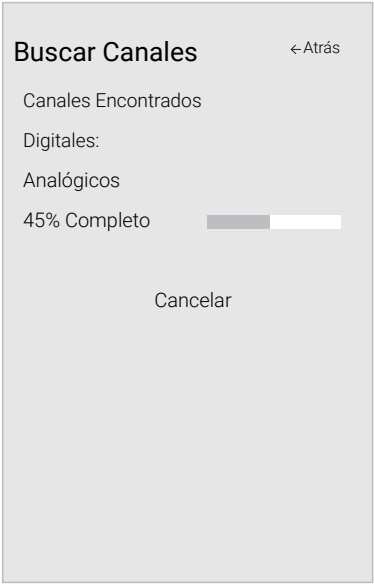 Buscar Canales
←Atrás
Canales Encontrados
Digitales:
Analógicos
45% Completo
Cancelar